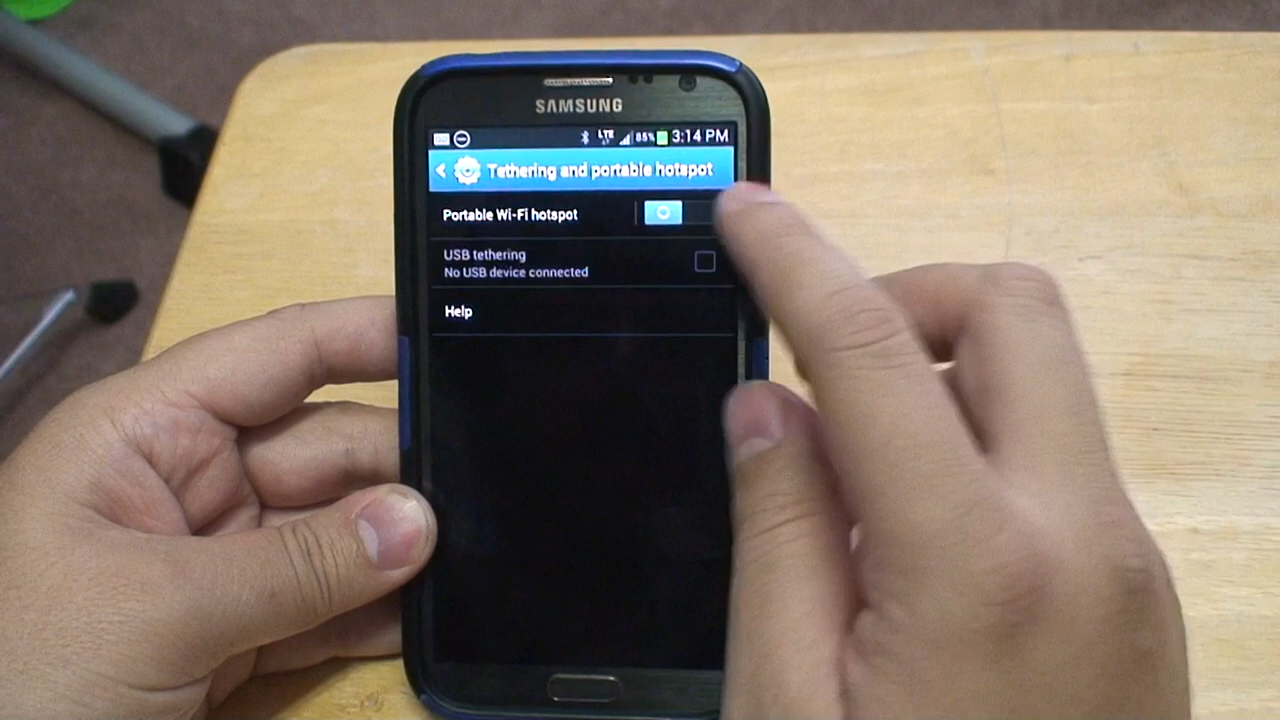 SAMSUNG
LTE 85% 3:14 PM
Tethering and portable hotspot
Portable Wi-Fi hotspot
USB tethering
No USB device connected
Help